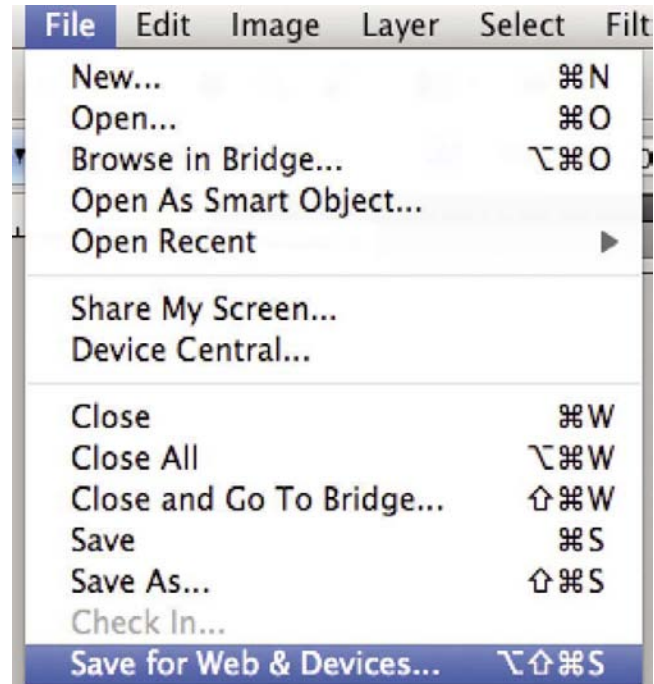 File Edit Image Layer Select Filt
New... ⌘N
Open... ⌘O
Browse in Bridge... ⌥⌘O
Open As Smart Object...
Open Recent ▶
Share My Screen...
Device Central...
Close ⌘W
Close All ⌥⌘W
Close and Go To Bridge... ⇧⌘W
Save ⌘S
Save As... ⇧⌘S
Check In...
Save for Web & Devices... ⌥⇧⌘S